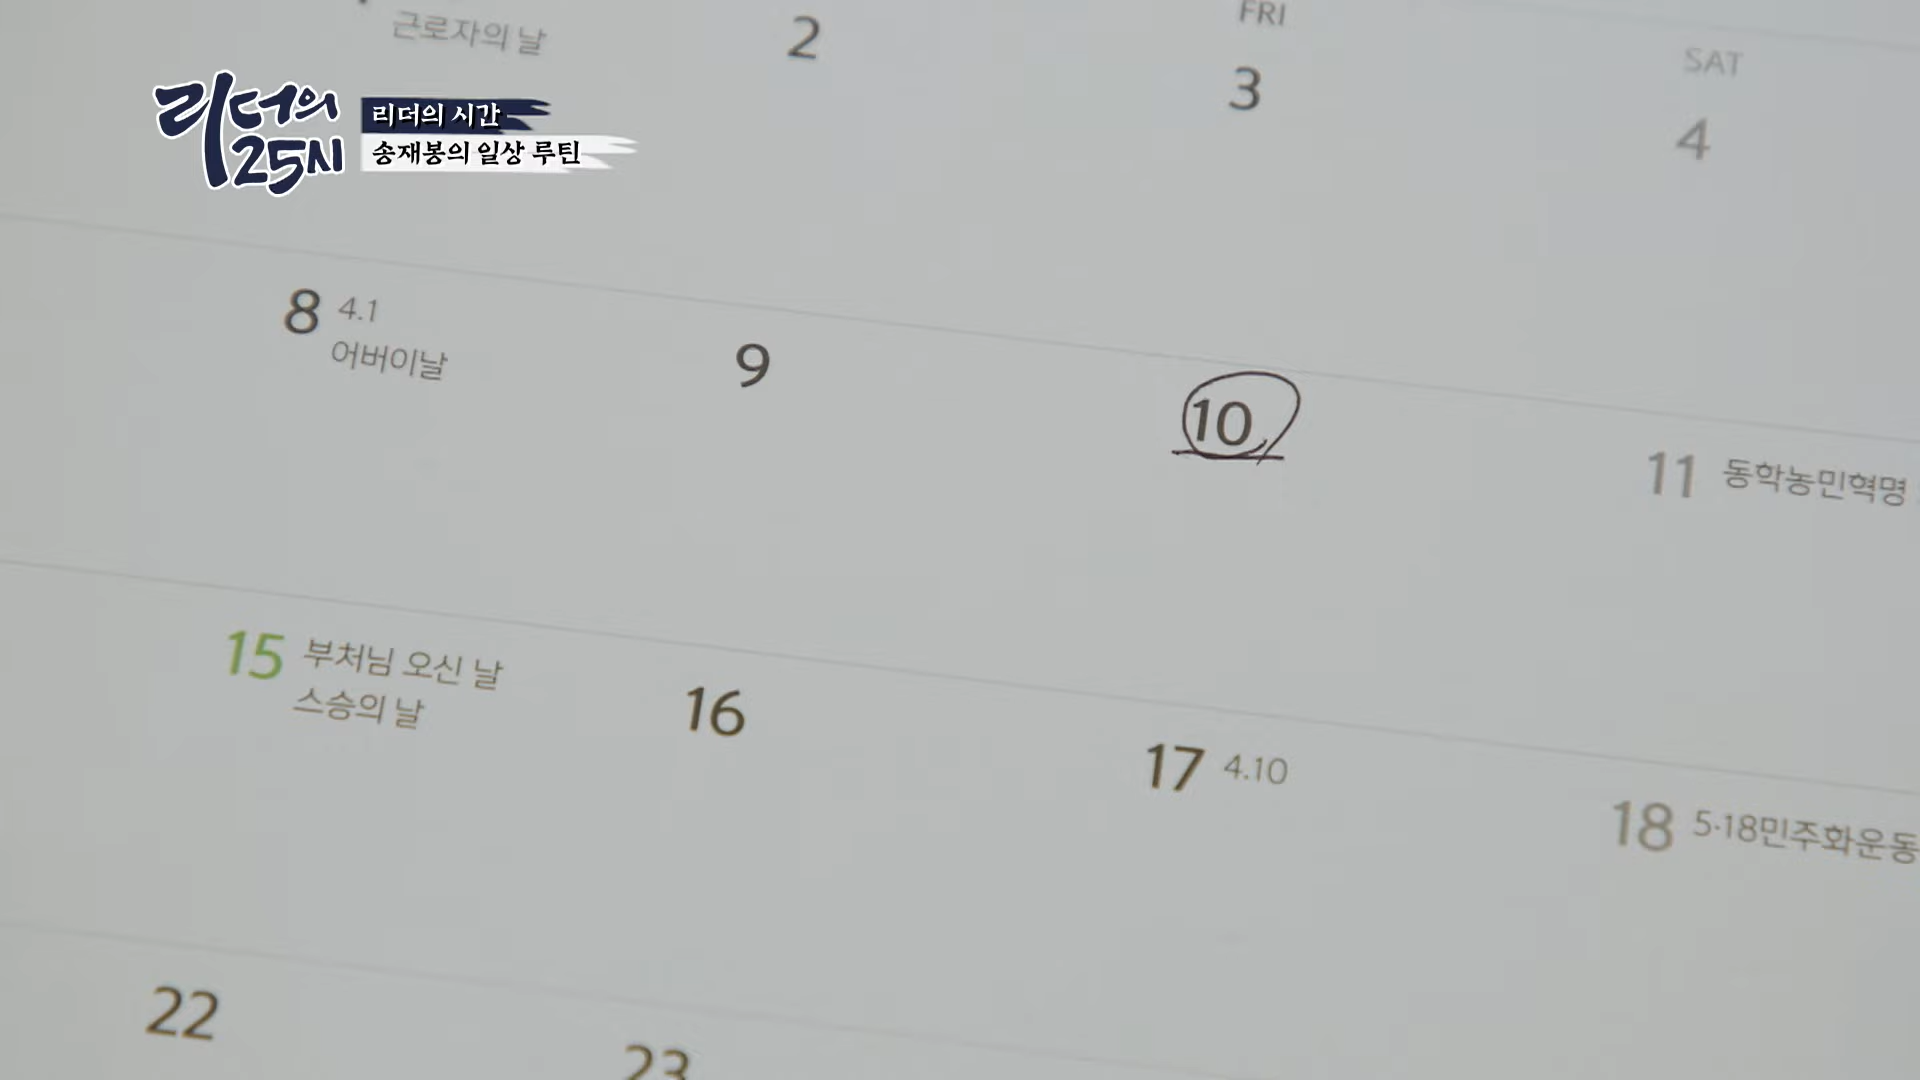 근로자의 날
2
FRI
3
SAT
4
리더의
25시
리더의 시간
송재봉의 일상 루틴
8 4.1
어버이날
9
10
11 동학농민혁명
15 부처님 오신 날
스승의 날
16
17 4.10
18 5·18민주화운동
22
23